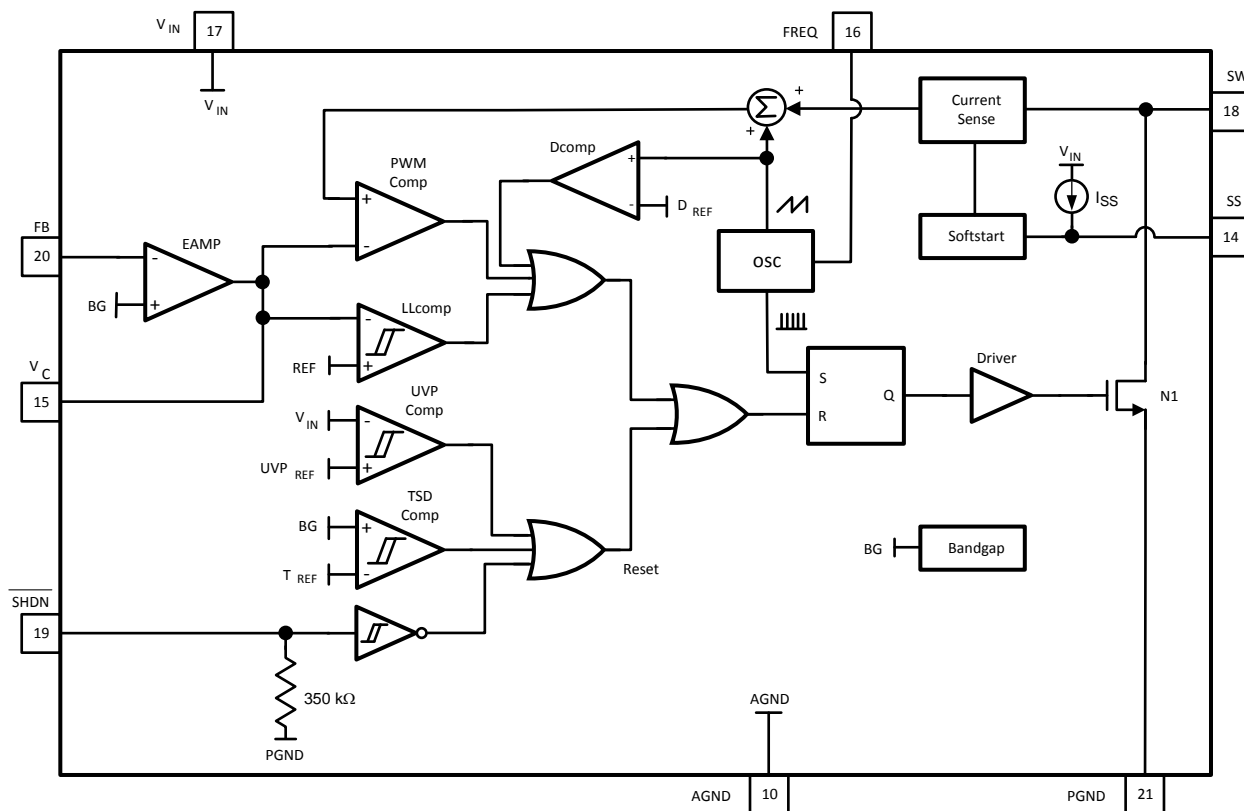 V IN
17
V IN
FREQ
16
SW
18
SS
14
Current
Sense
V IN
ISS
Softstart
Σ
+
+
Dcomp
+
-
D REF
OSC
PWM
Comp
+
-
FB
20
EAMP
-
+
BG
LLcomp
-
+
REF
V C
15
UVP
Comp
V IN
-
UVP REF
+
TSD
Comp
BG
+
T REF
-
SHDN
19
350 kΩ
PGND
Reset
S
R
Q
Driver
N1
BG
Bandgap
AGND
AGND
10
PGND
21